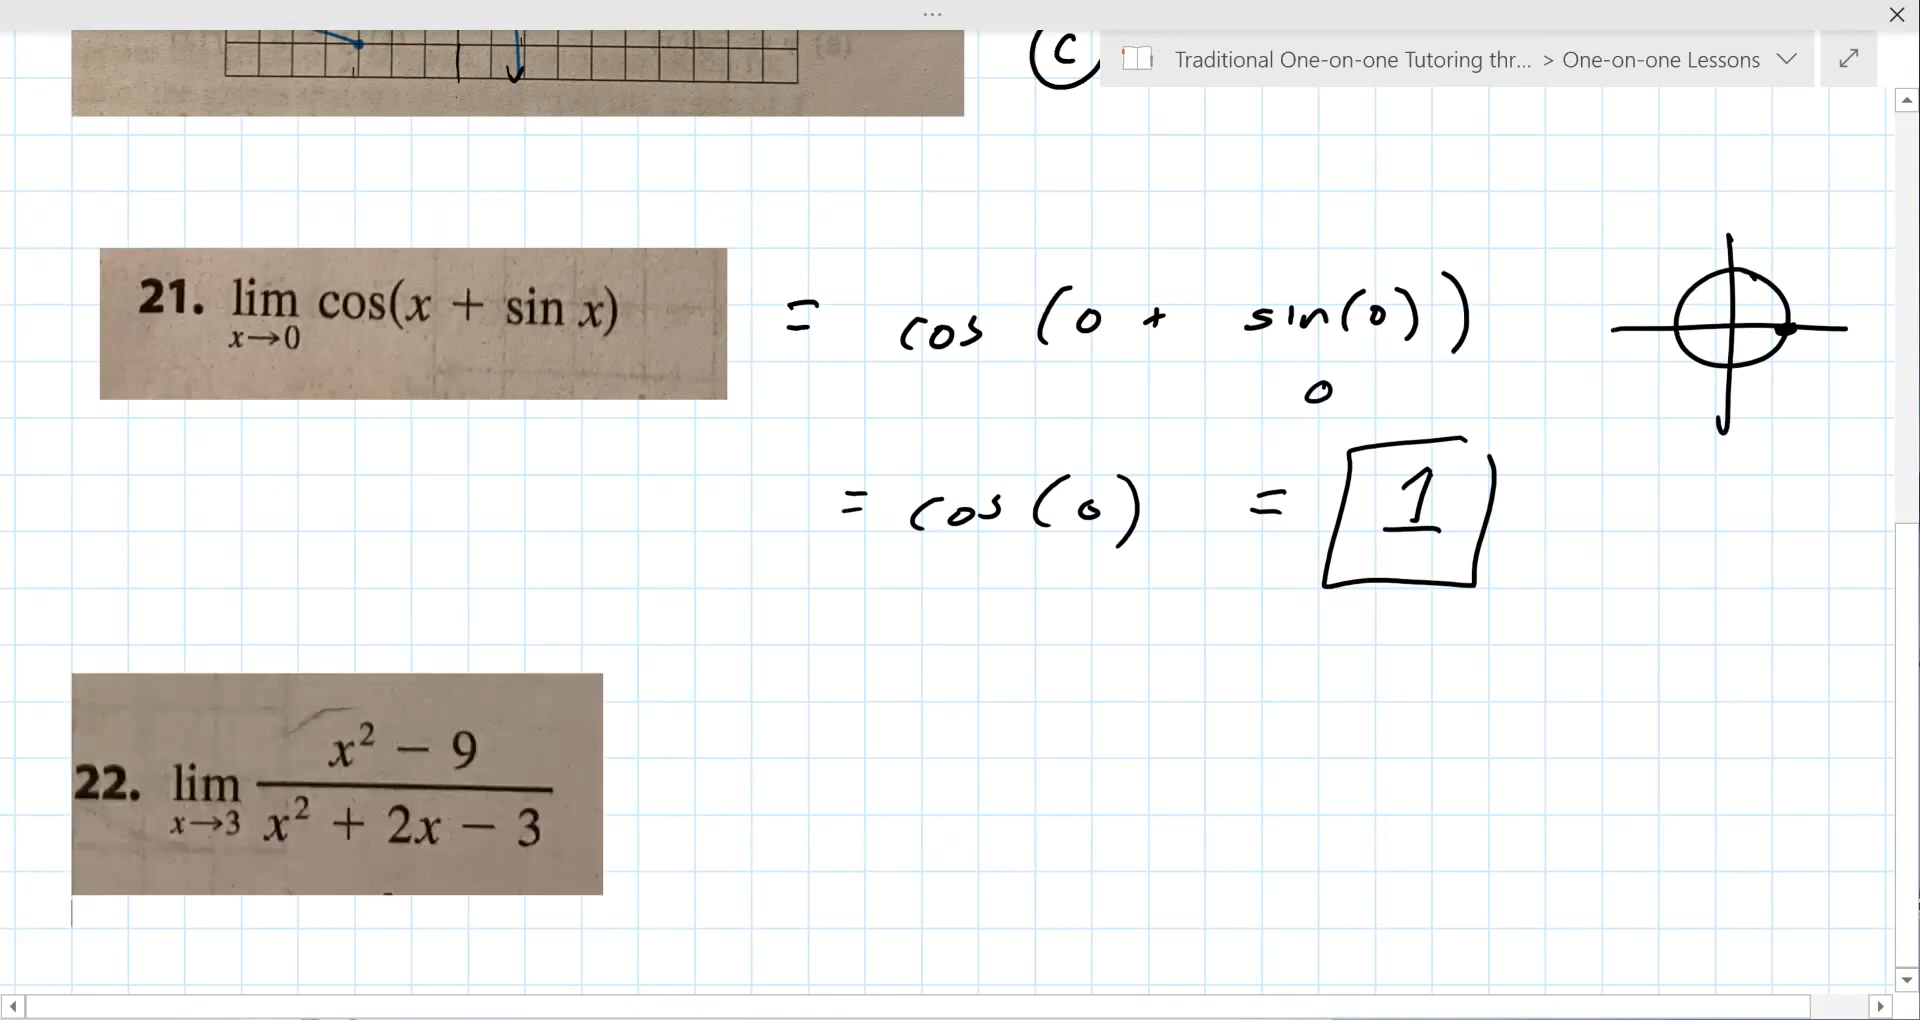 ...
C
Traditional One-on-one Tutoring thr... > One-on-one Lessons
21. lim x→0 cos(x + sin x) = cos (0 + sin(0))
0
= cos (0) = 1
22. lim x→3 x² − 9 / x² + 2x − 3